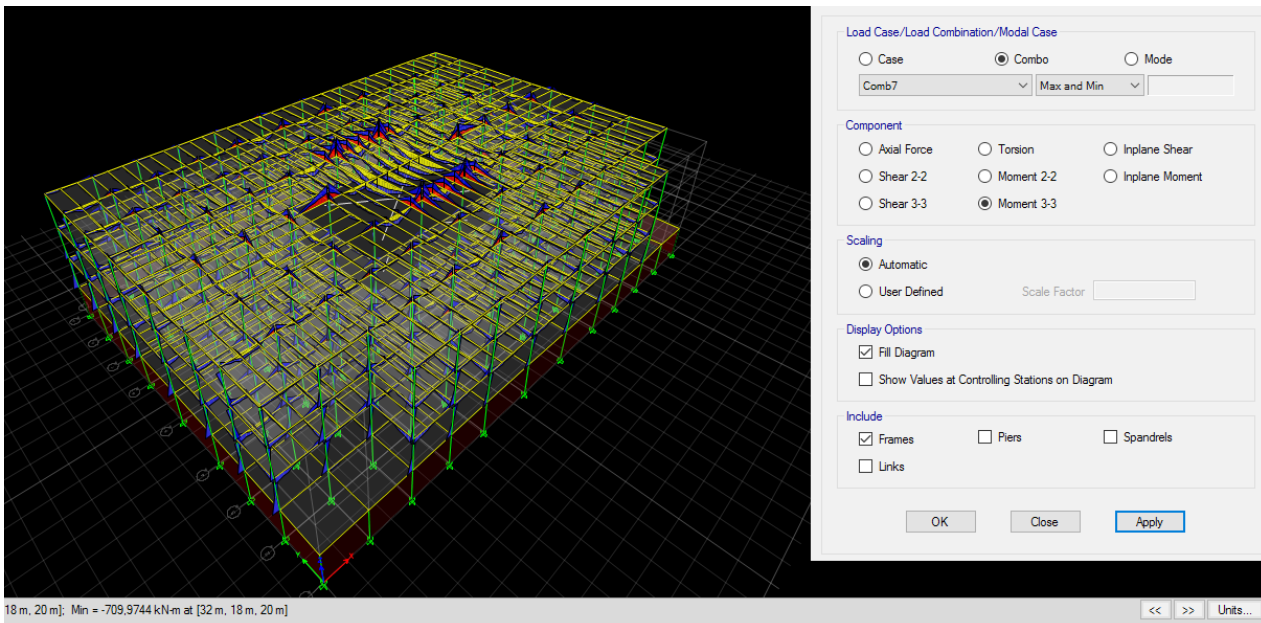 Load Case/Load Combination/Modal Case
Case Combo Mode
Comb7 Max and Min
Component
Axial Force Torsion Inplane Shear
Shear 2-2 Moment 2-2 Inplane Moment
Shear 3-3 Moment 3-3
Scaling
Automatic
User Defined Scale Factor
Display Options
Fill Diagram
Show Values at Controlling Stations on Diagram
Include
Frames Piers Spandrels
Links
OK Close Apply
18 m, 20 m]; Min = -709,9744 kN-m at [32 m, 18 m, 20 m] << >> Units...